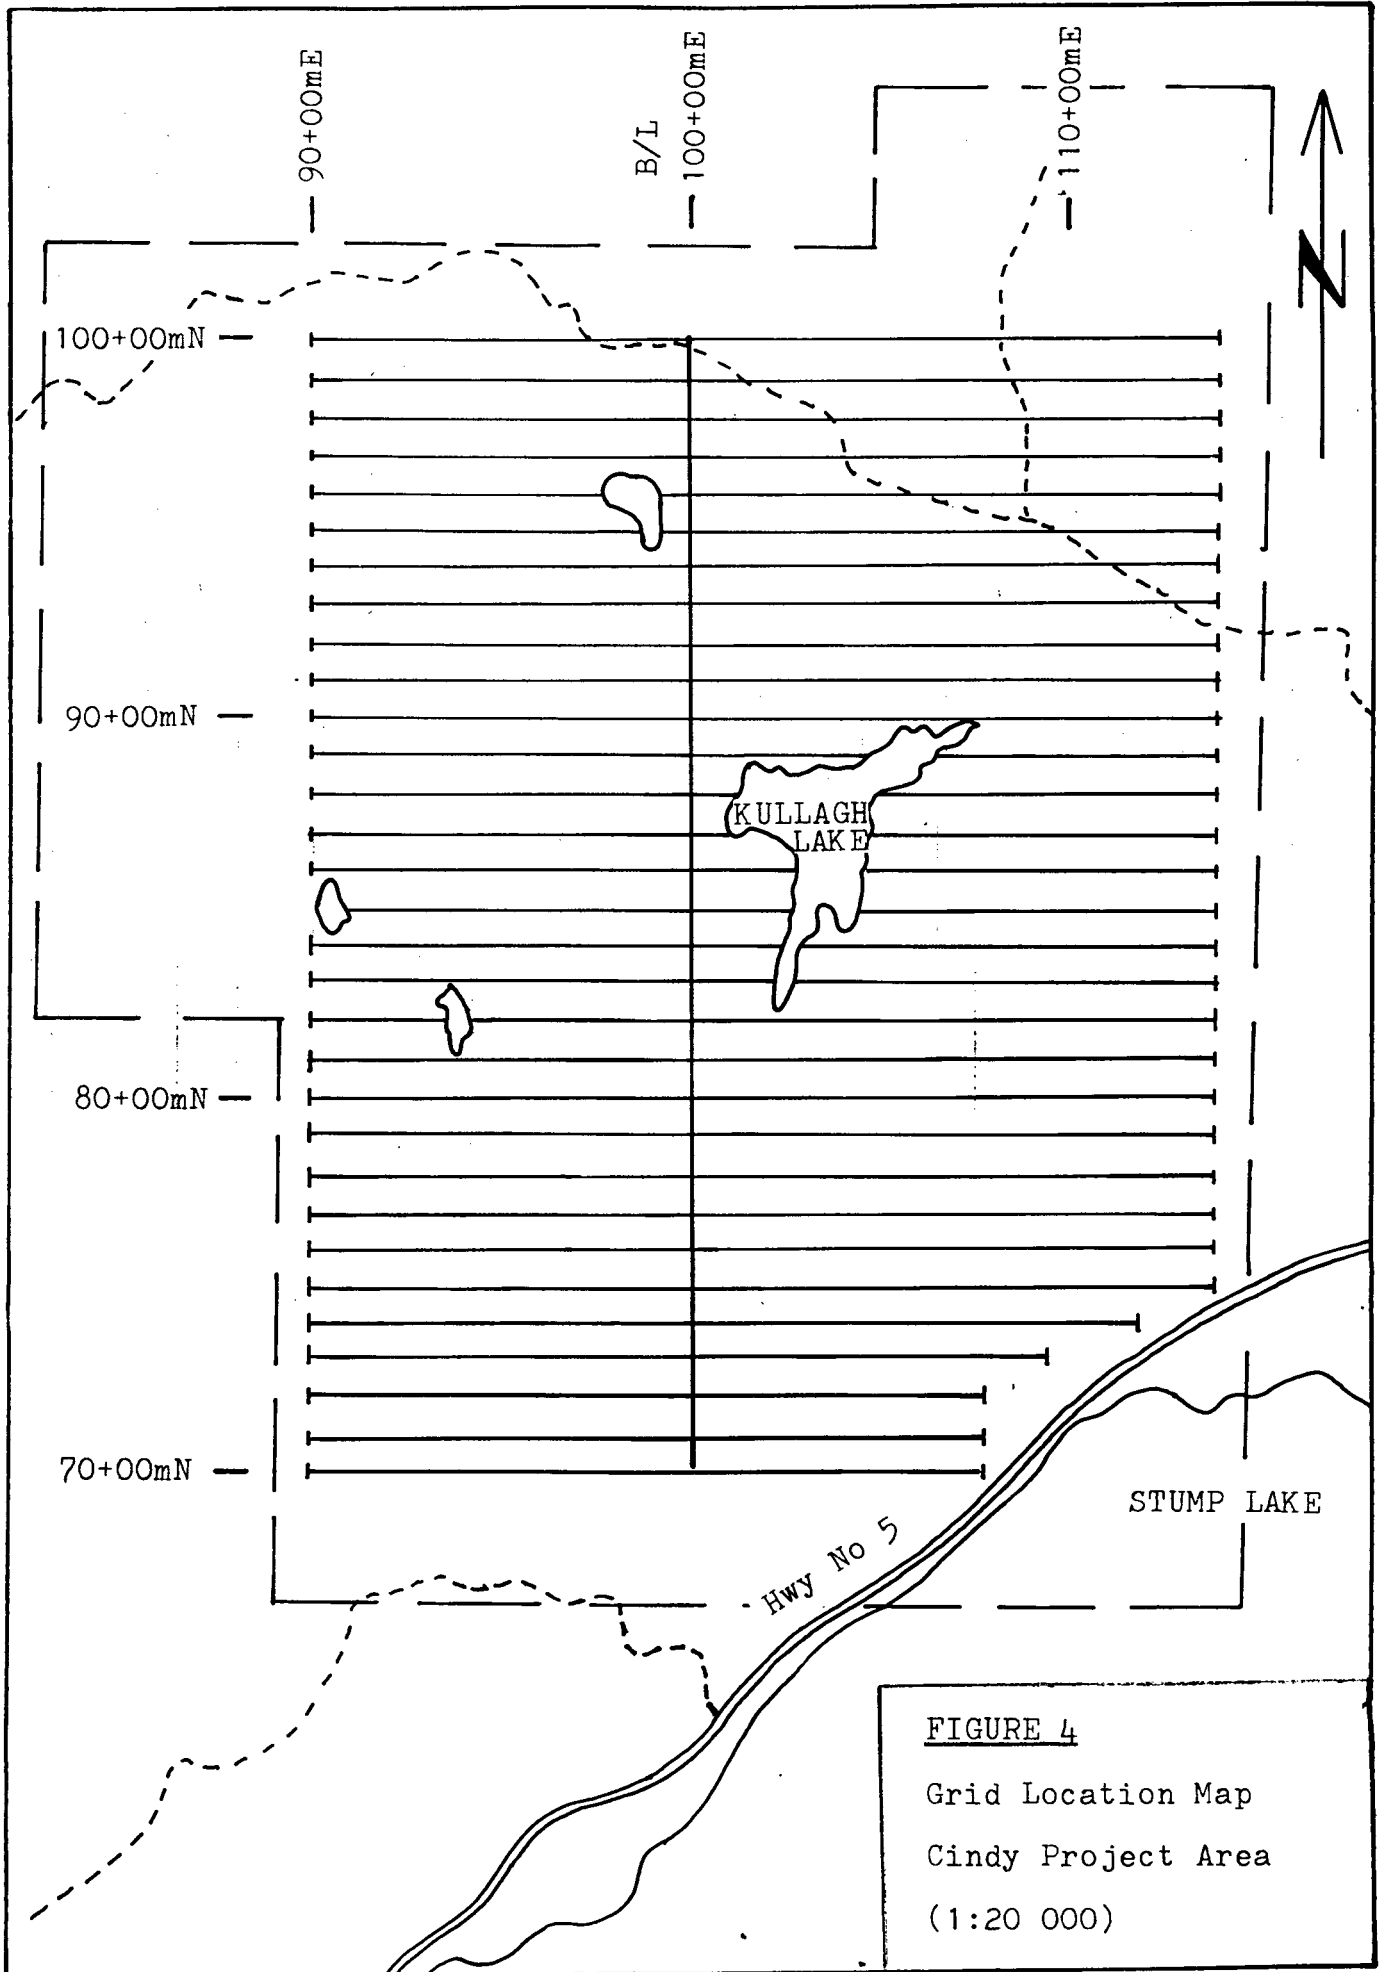 90+00mE
B/L
100+00mE
110+00mE
N
100+00mN
90+00mN
KULLAGH
LAKE
80+00mN
70+00mN
STUMP LAKE
Hwy No 5
FIGURE 4
Grid Location Map
Cindy Project Area
(1:20 000)